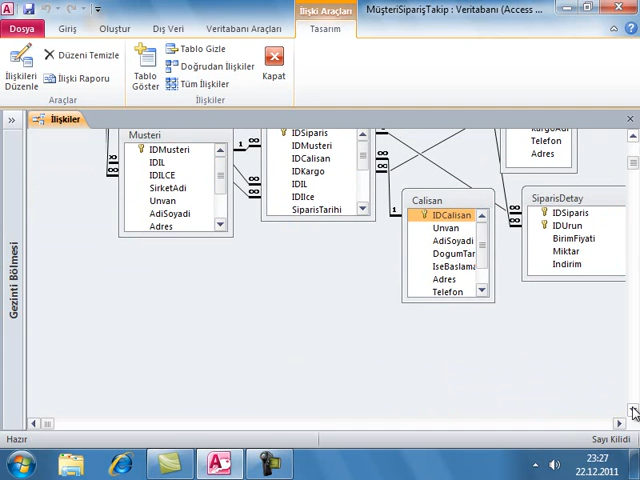 İlişki Araçları
MüşteriSiparişTakip : Veritabanı (Access ...
Dosya
Giriş
Oluştur
Dış Veri
Veritabanı Araçları
Tasarım
İlişkileri
Düzenle
Düzeni Temizle
İlişki Raporu
Araçlar
Tablo
Göster
Tablo Gizle
Doğrudan İlişkiler
Tüm İlişkiler
Kapat
İlişkiler
İlişkiler
Gezinti Bölmesi
Musteri
IDMusteri
IDIL
IDILCE
SirketAdi
Unvan
AdiSoyadi
Adres
IDSiparis
IDMusteri
IDCalisan
IDKargo
IDIL
IDIlce
SiparisTarihi
Calisan
IDCalisan
Unvan
AdiSoyadi
DogumTar
IseBaslama
Adres
Telefon
KargoAdi
Telefon
Adres
SiparisDetay
IDSiparis
IDUrun
BirimFiyati
Miktar
Indirim
1
1
Hazır
Sayı Kilidi
23:27
22.12.2011